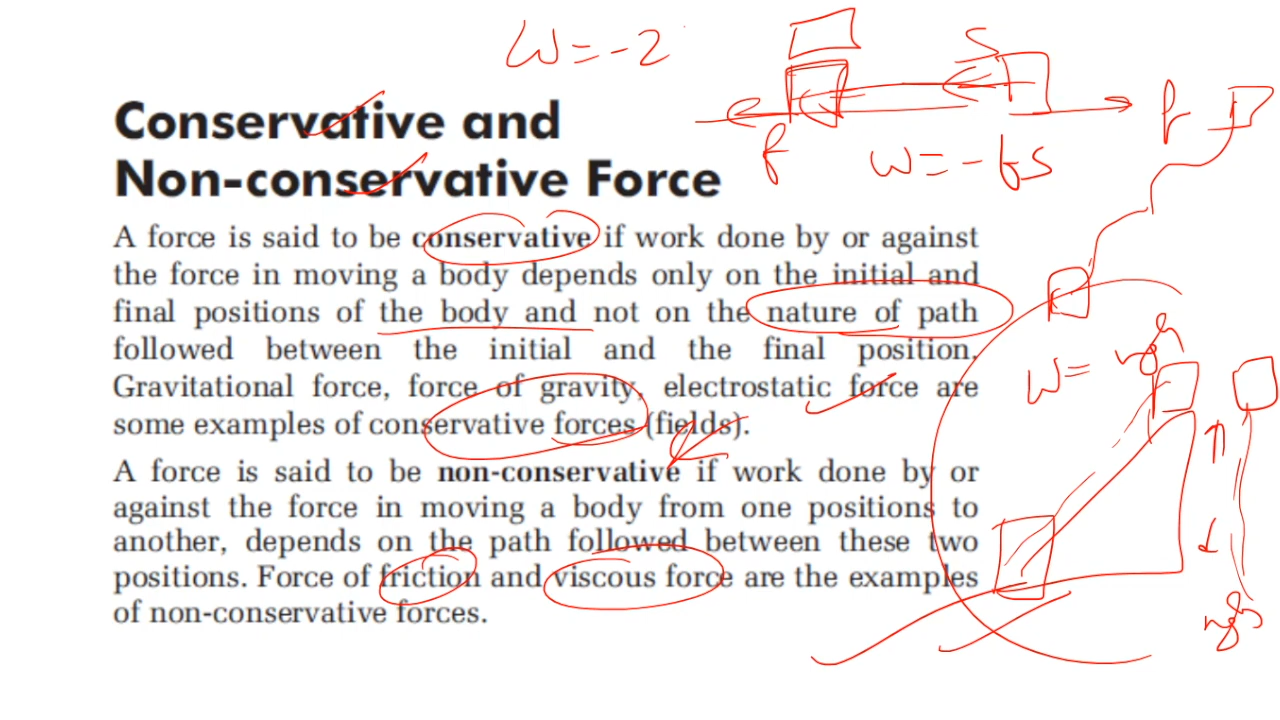 W = -2
S
f
f
W = -fs
Conservative and
Non-conservative Force
A force is said to be conservative if work done by or against
the force in moving a body depends only on the initial and
final positions of the body and not on the nature of path
followed between the initial and the final position.
Gravitational force, force of gravity, electrostatic force are
some examples of conservative forces (fields).
W = mgh
A force is said to be non-conservative if work done by or
against the force in moving a body from one positions to
another, depends on the path followed between these two
positions. Force of friction and viscous force are the examples
of non-conservative forces.
mgh